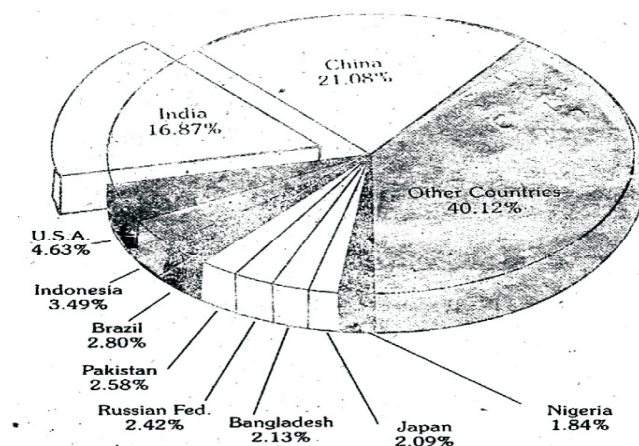 China
21.08%
India
16.87%
Other Countries
40.12%
U.S.A.
4.63%
Indonesia
3.49%
Brazil
2.80%
Pakistan
2.58%
Russian Fed.
2.42%
Bangladesh
2.13%
Japan
2.09%
Nigeria
1.84%